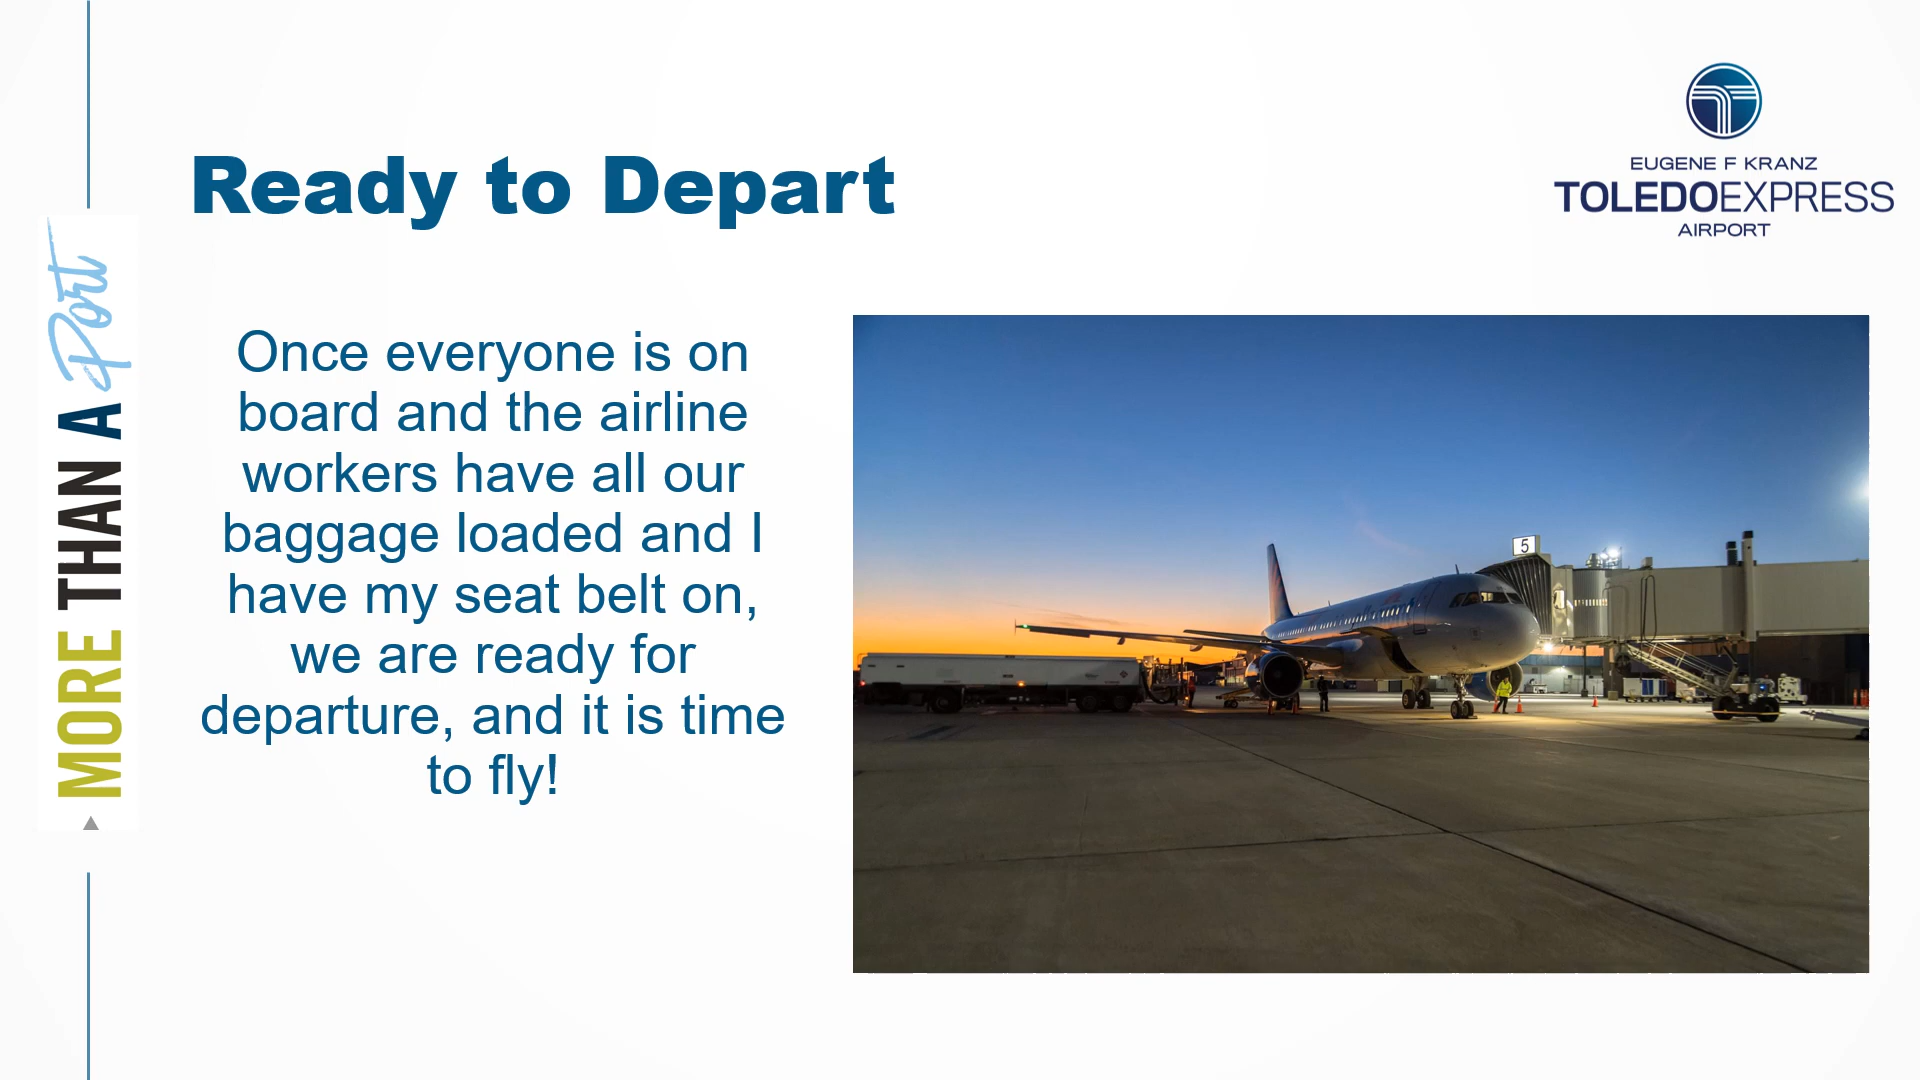 Ready to Depart
EUGENE F KRANZ
TOLEDOEXPRESS
AIRPORT
MORE THAN A Port
Once everyone is on
board and the airline
workers have all our
baggage loaded and I
have my seat belt on,
we are ready for
departure, and it is time
to fly!
5